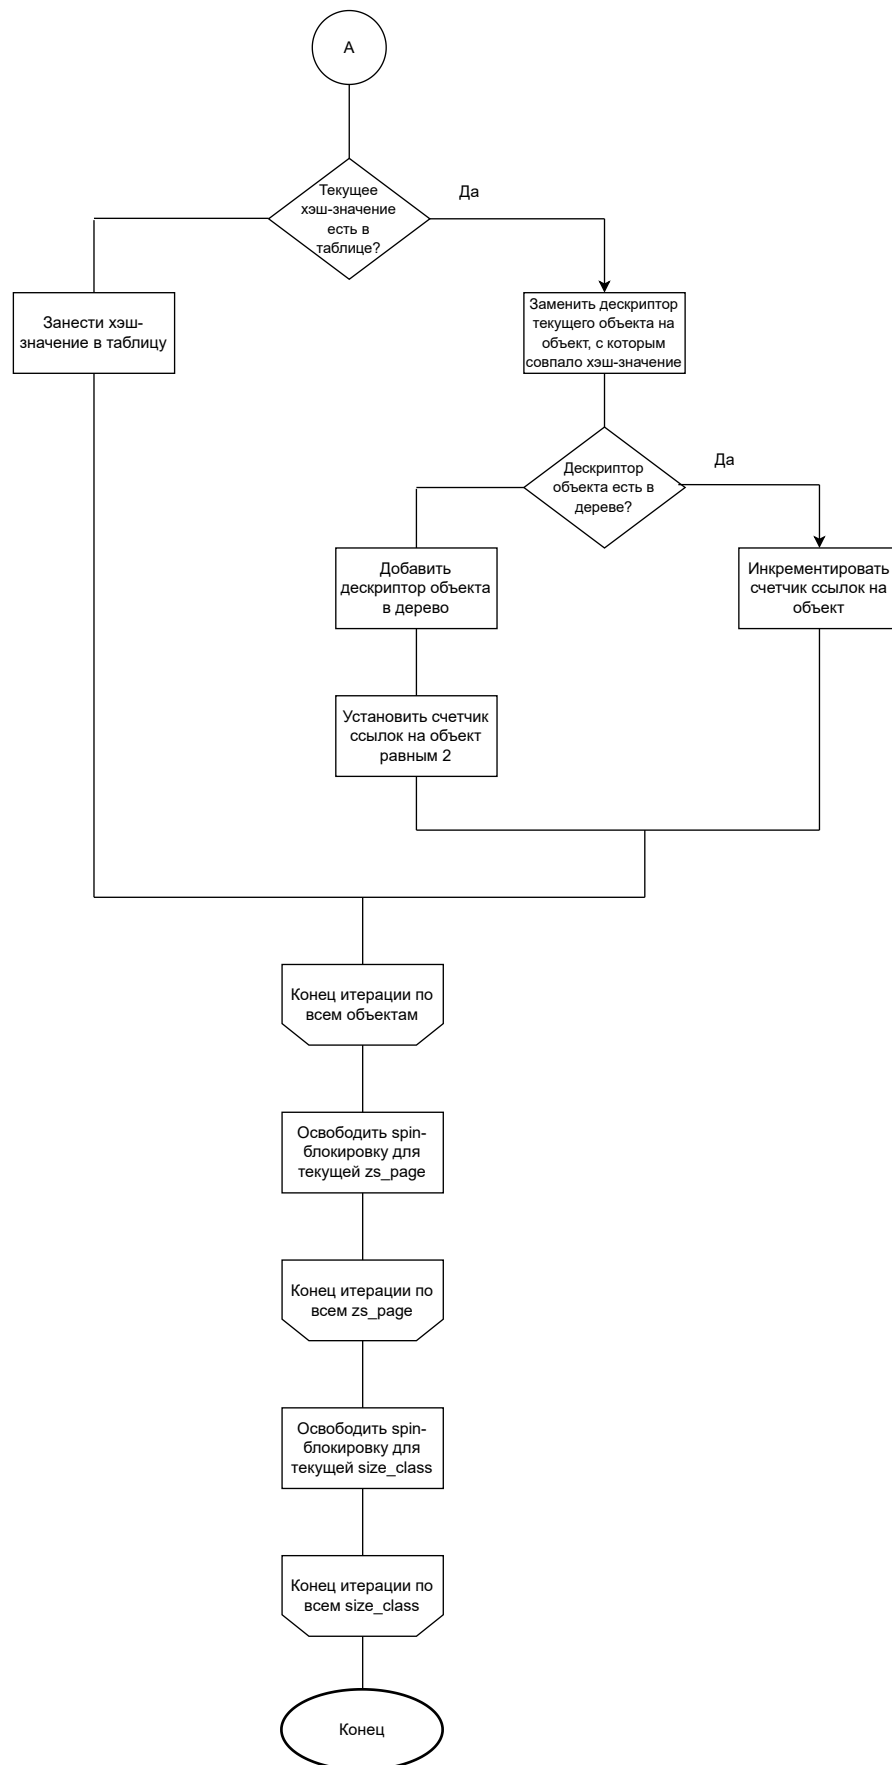 А
Текущее
хэш-значение
есть в
таблице?
Да
Занести хэш-
значение в таблицу
Заменить дескриптор
текущего объекта на
объект, с которым
совпало хэш-значение
Дескриптор
объекта есть в
дереве?
Да
Добавить
дескриптор объекта
в дерево
Инкрементировать
счетчик ссылок на
объект
Установить счетчик
ссылок на объект
равным 2
Конец итерации по
всем объектам
Освободить spin-
блокировку для
текущей zs_page
Конец итерации по
всем zs_page
Освободить spin-
блокировку для
текущей size_class
Конец итерации по
всем size_class
Конец